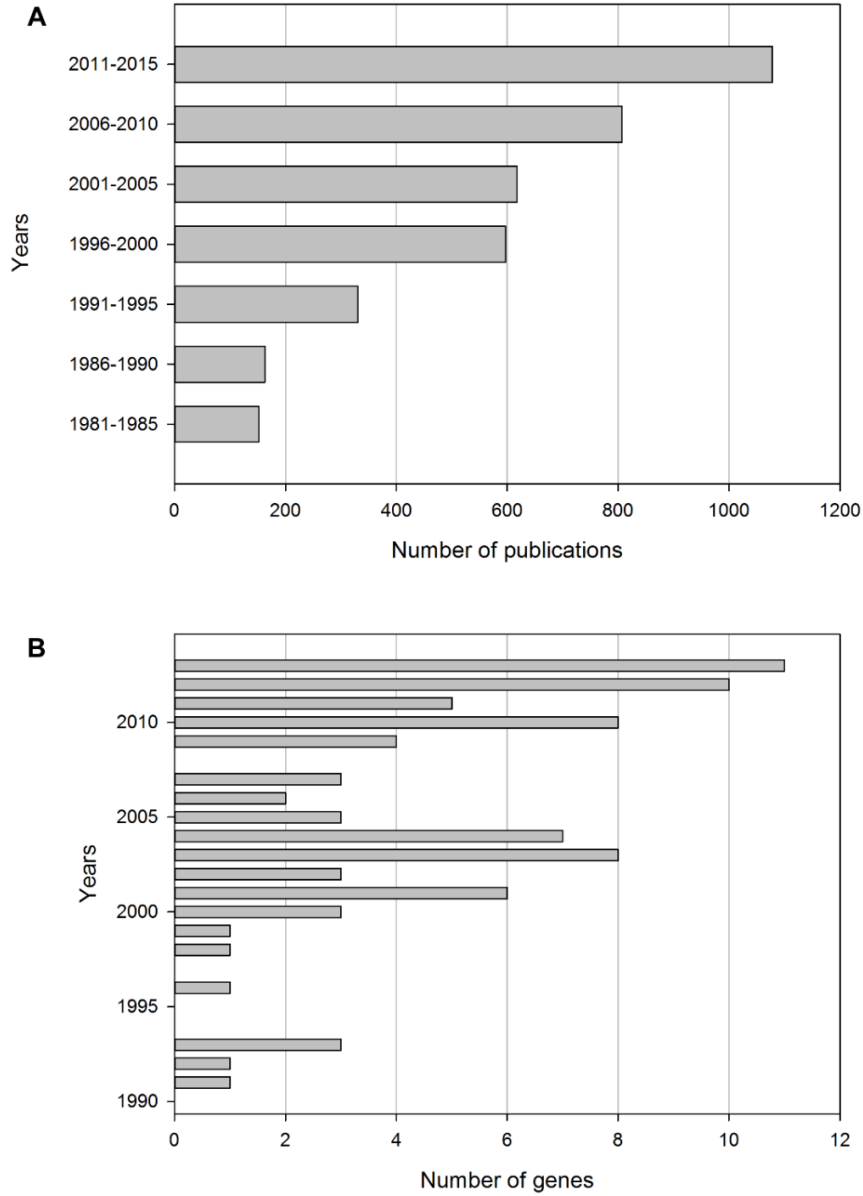 A
2011-2015
2006-2010
2001-2005
1996-2000
1991-1995
1986-1990
1981-1985
Years
0 200 400 600 800 1000 1200
Number of publications
B
2010
2005
2000
1995
1990
Years
0 2 4 6 8 10 12
Number of genes